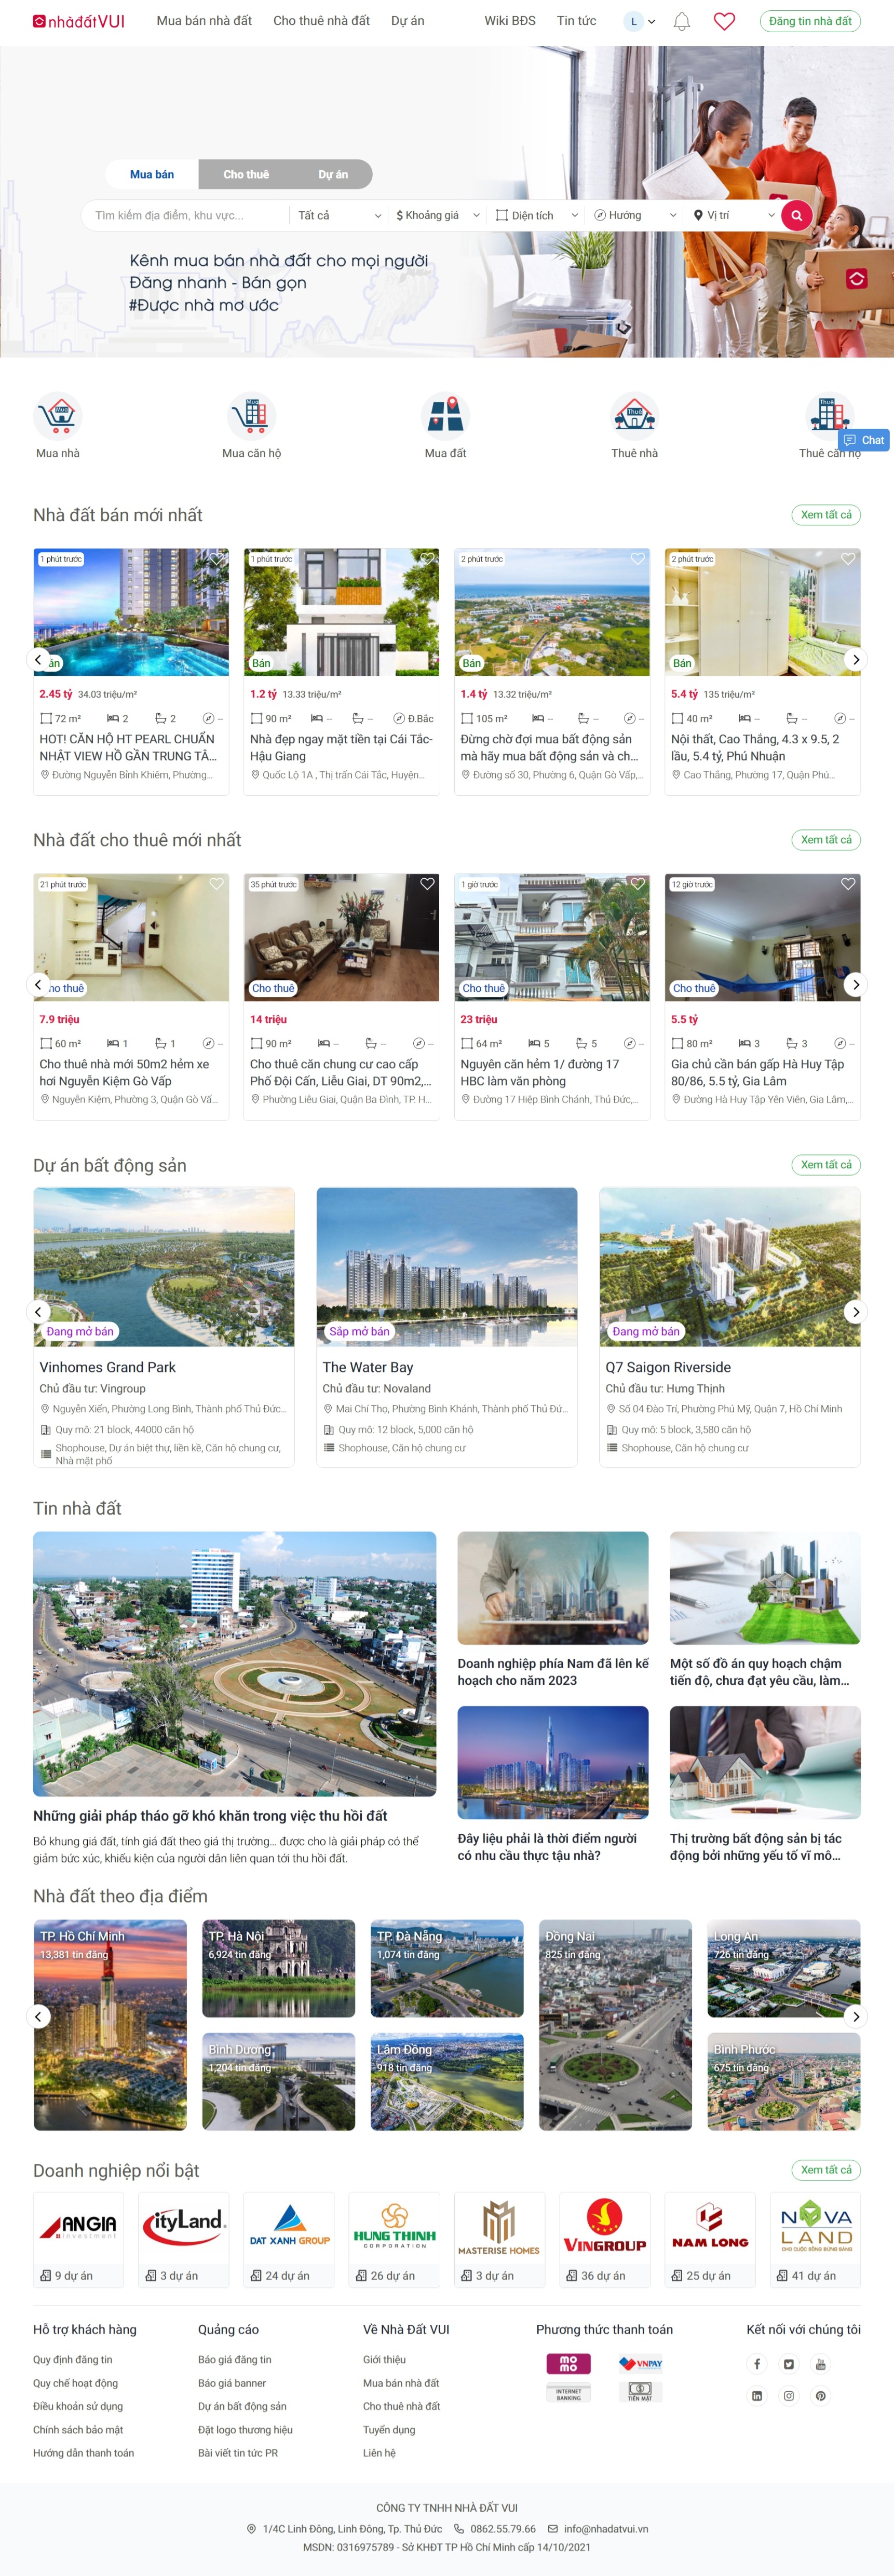 nhàđấtVUI
Mua bán nhà đất
Cho thuê nhà đất
Dự án
Wiki BĐS
Tin tức
L
Đăng tin nhà đất
Mua bán
Cho thuê
Dự án
Tìm kiếm địa điểm, khu vực...
Tất cả
$ Khoảng giá
Diện tích
Hướng
Vị trí
Kênh mua bán nhà đất cho mọi người
Đăng nhanh - Bán gọn
#Được nhà mơ ước
Mua nhà
Mua căn hộ
Mua đất
Thuê nhà
Thuê căn hộ
Chat
Nhà đất bán mới nhất
Xem tất cả
1 phút trước
1 phút trước
2 phút trước
2 phút trước
Bán
Bán
Bán
2.45 tỷ 34.03 triệu/m²
72 m² 2 2 --
HOT! CĂN HỘ HT PEARL CHUẨN
NHẬT VIEW HỒ GẦN TRUNG TÂ...
Đường Nguyễn Bỉnh Khiêm, Phường...
1.2 tỷ 13.33 triệu/m²
90 m² -- -- Đ.Bắc
Nhà đẹp ngay mặt tiền tại Cái Tắc-
Hậu Giang
Quốc Lộ 1A , Thị trấn Cái Tắc, Huyện...
1.4 tỷ 13.32 triệu/m²
105 m² -- -- --
Đừng chờ đợi mua bất động sản
mà hãy mua bất động sản và ch...
Đường số 30, Phường 6, Quận Gò Vấp,...
5.4 tỷ 135 triệu/m²
40 m² -- -- --
Nội thất, Cao Thắng, 4.3 x 9.5, 2
lầu, 5.4 tỷ, Phú Nhuận
Cao Thắng, Phường 17, Quận Phú...
Nhà đất cho thuê mới nhất
Xem tất cả
21 phút trước
35 phút trước
1 giờ trước
12 giờ trước
Cho thuê
Cho thuê
Cho thuê
7.9 triệu
60 m² 1 1 --
Cho thuê nhà mới 50m2 hẻm xe
hơi Nguyễn Kiệm Gò Vấp
Nguyễn Kiệm, Phường 3, Quận Gò Vấ...
14 triệu
90 m² -- -- --
Cho thuê căn chung cư cao cấp
Phố Đội Cấn, Liễu Giai, DT 90m2,...
Phường Liễu Giai, Quận Ba Đình, TP. H...
23 triệu
64 m² 5 5 --
Nguyên căn hẻm 1/ đường 17
HBC làm văn phòng
Đường 17 Hiệp Bình Chánh, Thủ Đức,...
5.5 tỷ
80 m² 3 3 --
Gia chủ cần bán gấp Hà Huy Tập
80/86, 5.5 tỷ, Gia Lâm
Đường Hà Huy Tập Yên Viên, Gia Lâm,...
Dự án bất động sản
Xem tất cả
Đang mở bán
Sắp mở bán
Đang mở bán
Vinhomes Grand Park
Chủ đầu tư: Vingroup
Nguyễn Xiển, Phường Long Bình, Thành phố Thủ Đức...
Quy mô: 21 block, 44000 căn hộ
Shophouse, Dự án biệt thự, liền kề, Căn hộ chung cư,
Nhà mặt phố
The Water Bay
Chủ đầu tư: Novaland
Mai Chí Thọ, Phường Bình Khánh, Thành phố Thủ Đứ...
Quy mô: 12 block, 5,000 căn hộ
Shophouse, Căn hộ chung cư
Q7 Saigon Riverside
Chủ đầu tư: Hưng Thịnh
Số 04 Đào Trí, Phường Phú Mỹ, Quận 7, Hồ Chí Minh
Quy mô: 5 block, 3,580 căn hộ
Shophouse, Căn hộ chung cư
Tin nhà đất
Những giải pháp tháo gỡ khó khăn trong việc thu hồi đất
Bỏ khung giá đất, tính giá đất theo giá thị trường... được cho là giải pháp có thể
giảm bức xúc, khiếu kiện của người dân liên quan tới thu hồi đất.
Doanh nghiệp phía Nam đã lên kế
hoạch cho năm 2023
Một số đồ án quy hoạch chậm
tiến độ, chưa đạt yêu cầu, làm...
Đây liệu phải là thời điểm người
có nhu cầu thực tậu nhà?
Thị trường bất động sản bị tác
động bởi những yếu tố vĩ mô...
Nhà đất theo địa điểm
TP. Hồ Chí Minh
13,381 tin đăng
TP. Hà Nội
6,924 tin đăng
TP. Đà Nẵng
1,074 tin đăng
Đồng Nai
825 tin đăng
Long An
726 tin đăng
Bình Dương
1,204 tin đăng
Lâm Đồng
918 tin đăng
Bình Phước
675 tin đăng
Doanh nghiệp nổi bật
Xem tất cả
ANGIA
Investment
CityLand
DAT XANH GROUP
HUNG THINH
CORPORATION
MASTERISE HOMES
VINGROUP
NAM LONG
NOVA
LAND
9 dự án
3 dự án
24 dự án
26 dự án
3 dự án
36 dự án
25 dự án
41 dự án
Hỗ trợ khách hàng
Quy định đăng tin
Quy chế hoạt động
Điều khoản sử dụng
Chính sách bảo mật
Hướng dẫn thanh toán
Quảng cáo
Báo giá đăng tin
Báo giá banner
Dự án bất động sản
Đặt logo thương hiệu
Bài viết tin tức PR
Về Nhà Đất VUI
Giới thiệu
Mua bán nhà đất
Cho thuê nhà đất
Tuyển dụng
Liên hệ
Phương thức thanh toán
mo
mo
VNPAY
INTERNET
BANKING
TIỀN MẶT
Kết nối với chúng tôi
CÔNG TY TNHH NHÀ ĐẤT VUI
1/4C Linh Đông, Linh Đông, Tp. Thủ Đức 0862.55.79.66 info@nhadatvui.vn
MSDN: 0316975789 - Sở KHĐT TP Hồ Chí Minh cấp 14/10/2021